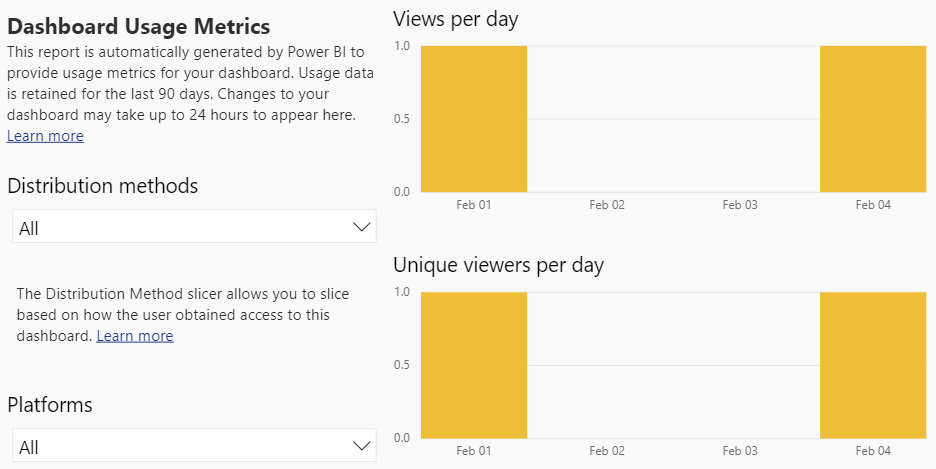 Dashboard Usage Metrics
This report is automatically generated by Power BI to
provide usage metrics for your dashboard. Usage data
is retained for the last 90 days. Changes to your
dashboard may take up to 24 hours to appear here.
Learn more
Distribution methods
All
The Distribution Method slicer allows you to slice
based on how the user obtained access to this
dashboard. Learn more
Platforms
All
Views per day
1.0
0.5
0.0
Feb 01 Feb 02 Feb 03 Feb 04
Unique viewers per day
1.0
0.5
0.0
Feb 01 Feb 02 Feb 03 Feb 04